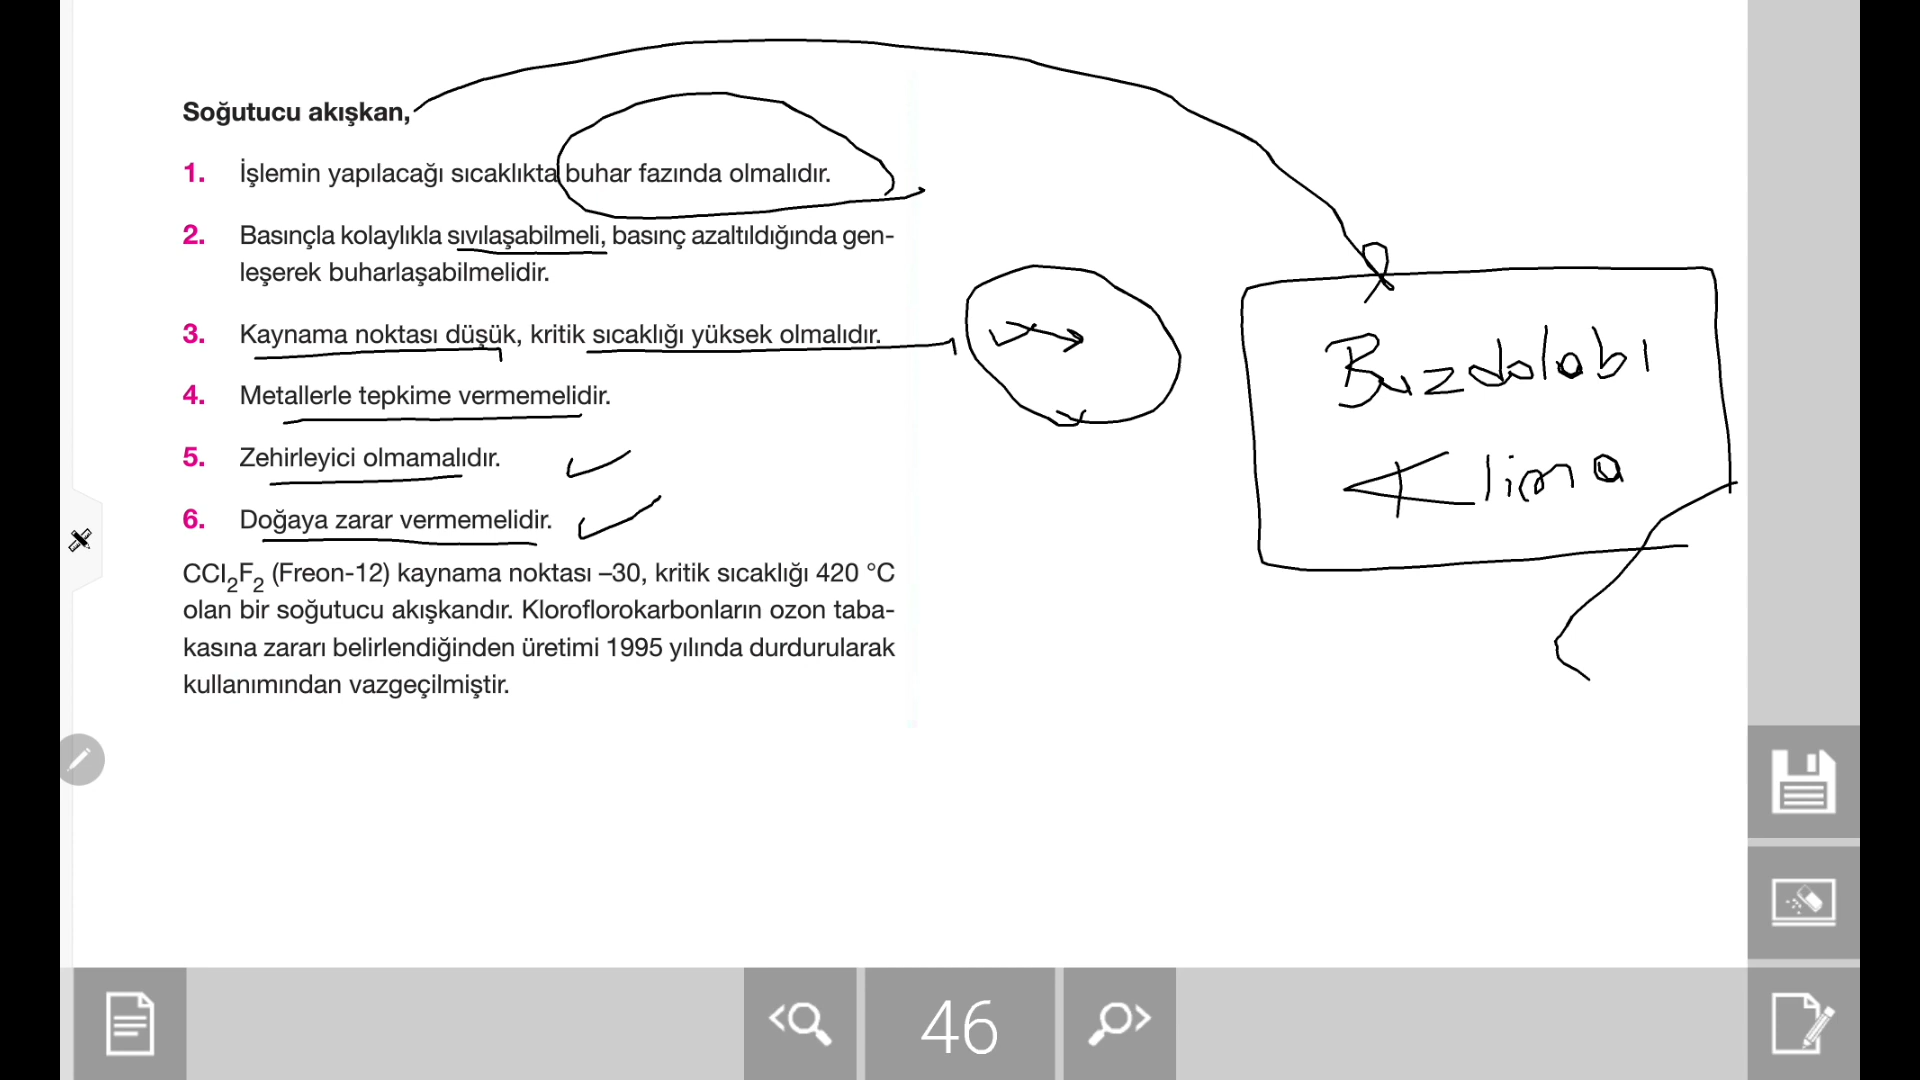 Soğutucu akışkan,
1. İşlemin yapılacağı sıcaklıkta buhar fazında olmalıdır.
2. Basınçla kolaylıkla sıvılaşabilmeli, basınç azaltıldığında gen-
leşerek buharlaşabilmelidir.
3. Kaynama noktası düşük, kritik sıcaklığı yüksek olmalıdır.
4. Metallerle tepkime vermemelidir.
5. Zehirleyici olmamalıdır.
6. Doğaya zarar vermemelidir.
CCl2F2 (Freon-12) kaynama noktası –30, kritik sıcaklığı 420 °C
olan bir soğutucu akışkandır. Kloroflorokarbonların ozon taba-
kasına zararı belirlendiğinden üretimi 1995 yılında durdurularak
kullanımından vazgeçilmiştir.
Buzdolabı
Klima
46